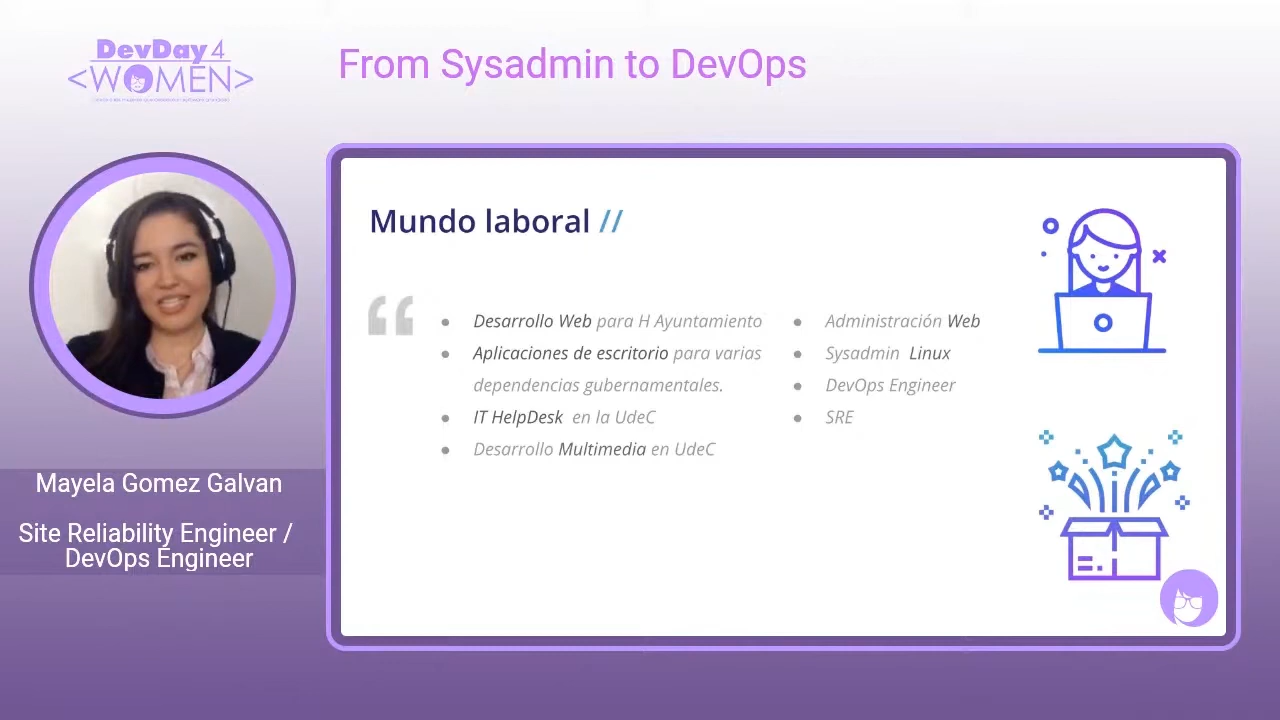 DevDay 4
<WOMEN>
From Sysadmin to DevOps
Mundo laboral //
Desarrollo Web para H Ayuntamiento
Aplicaciones de escritorio para varias
dependencias gubernamentales.
IT HelpDesk en la UdeC
Desarrollo Multimedia en UdeC
Administración Web
Sysadmin Linux
DevOps Engineer
SRE
Mayela Gomez Galvan
Site Reliability Engineer /
DevOps Engineer